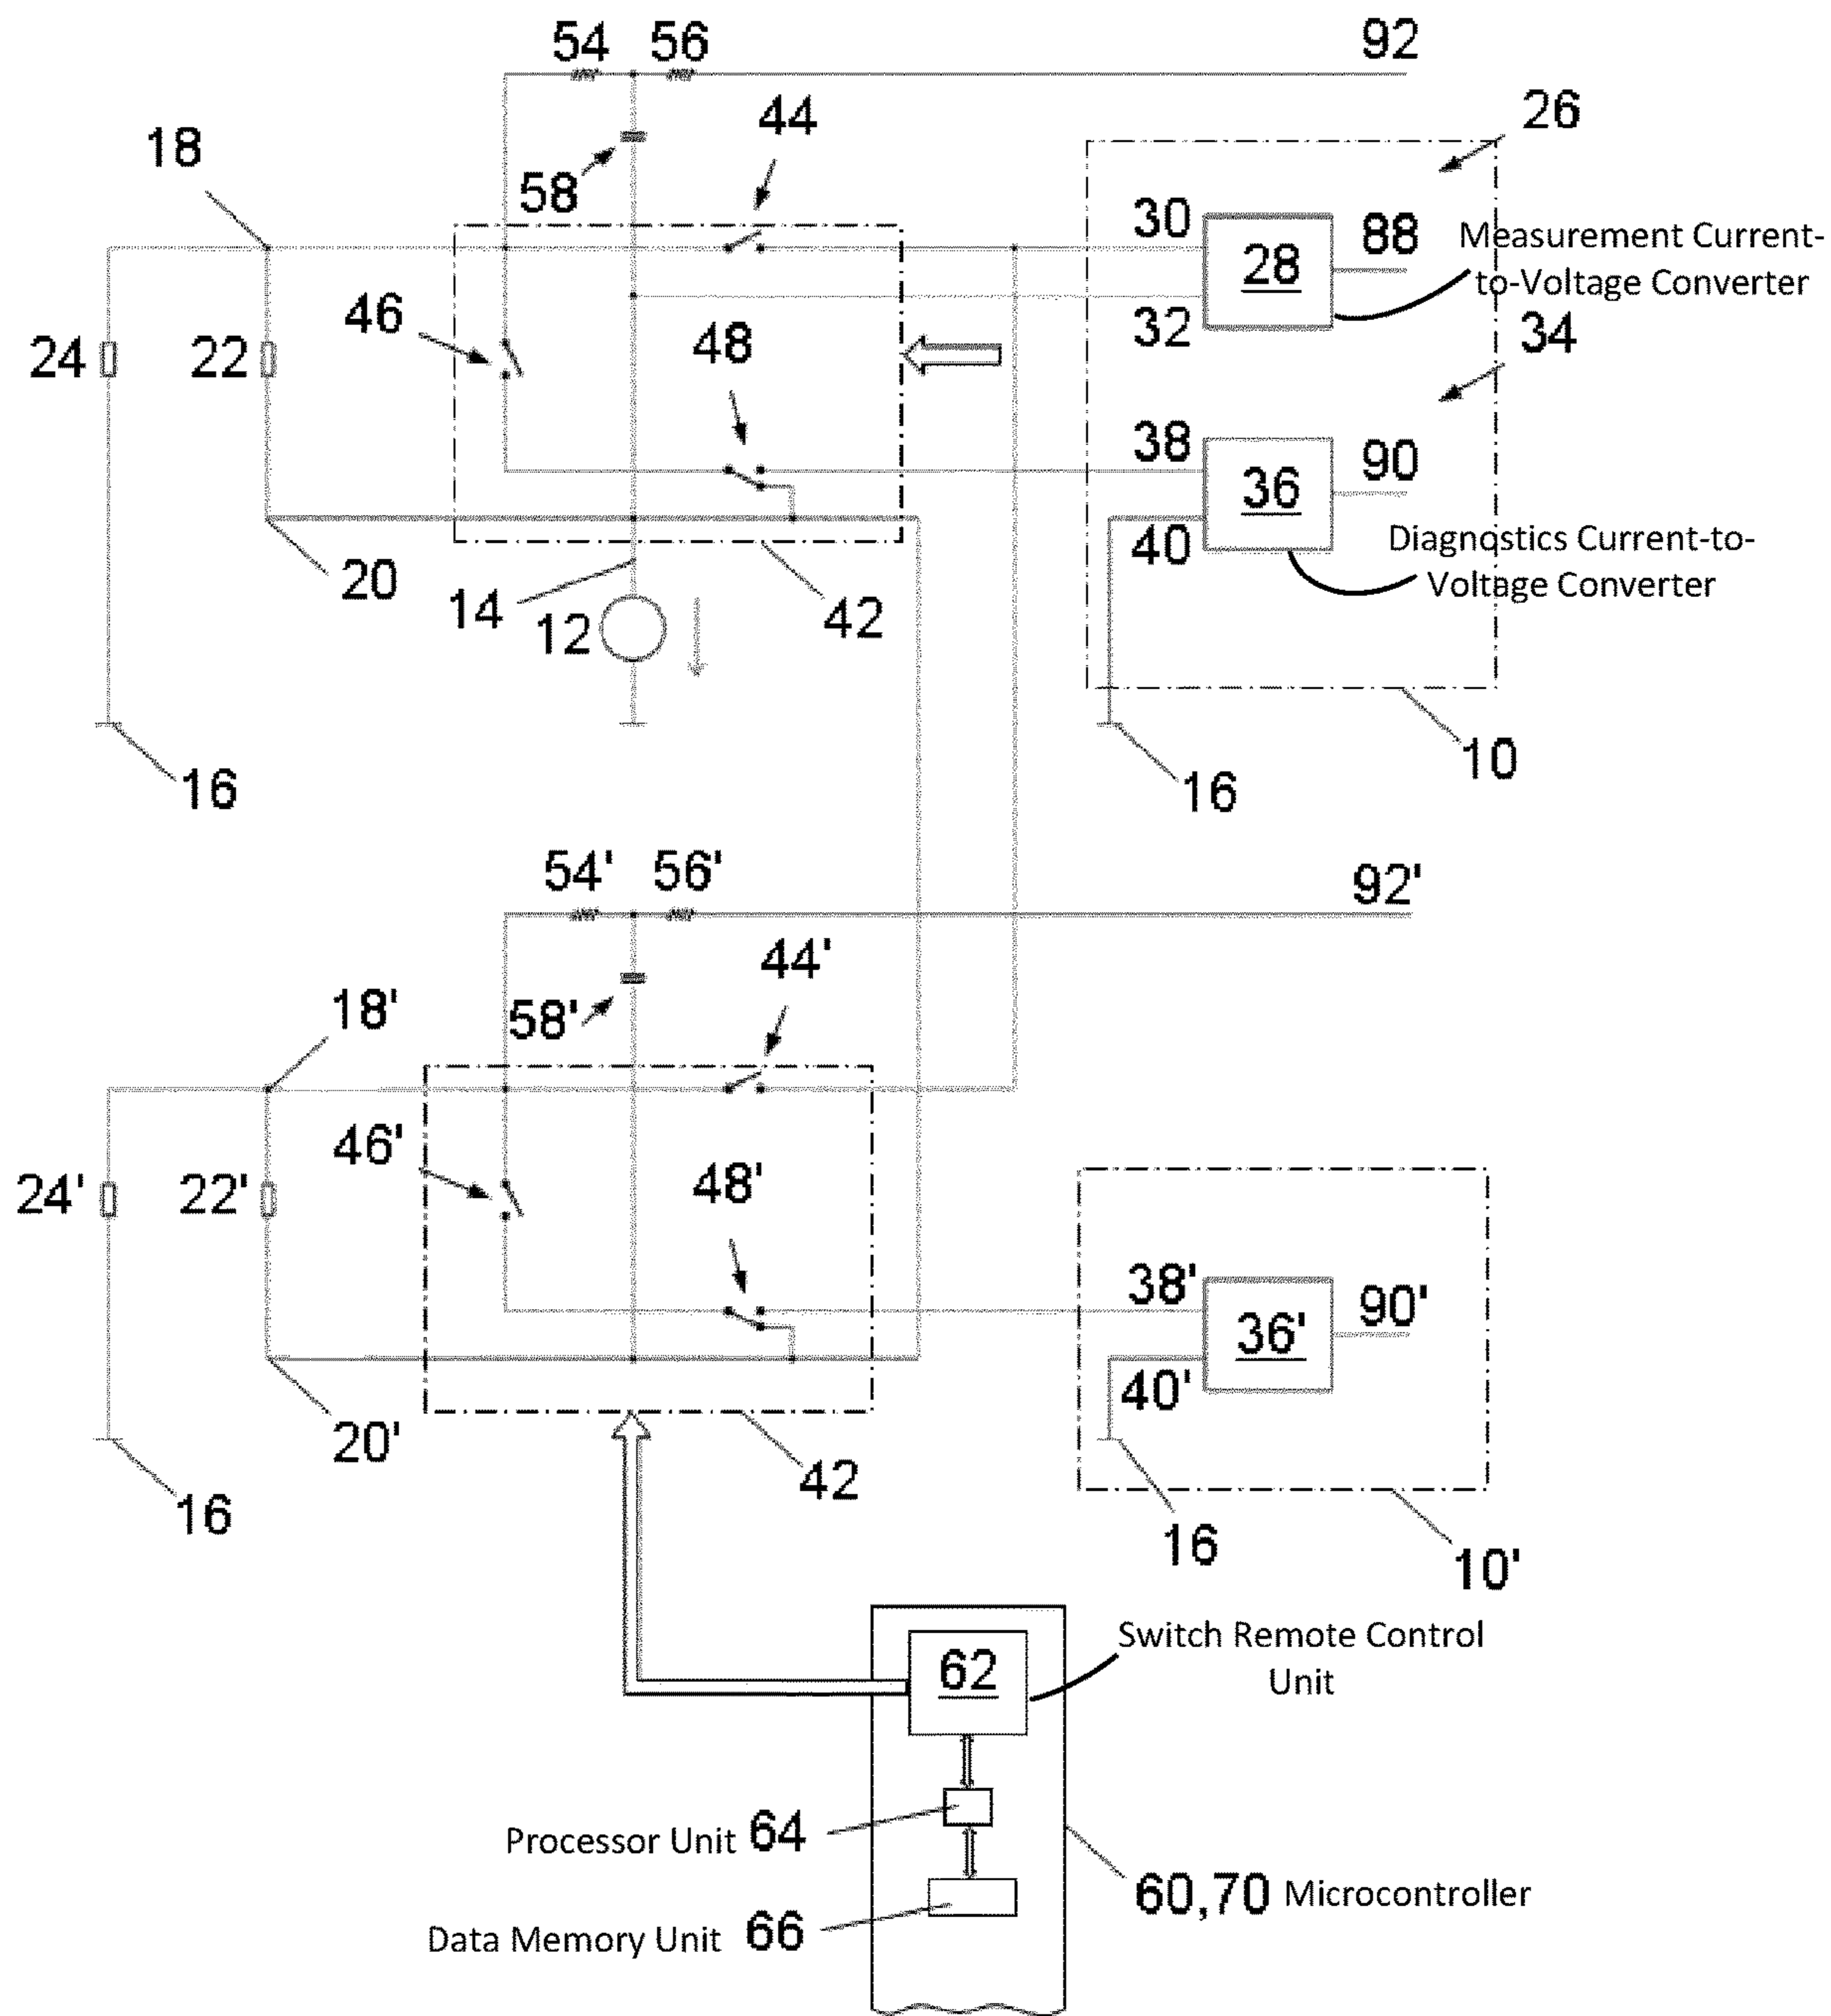 54 56 92
44 26
18
58
30 28 88 Measurement Current-
to-Voltage Converter
46 32
24 22 48 34
38 36 90
40 Diagnostics Current-to-
Voltage Converter
20 14 12 42
16 16 10
54' 56' 92'
44'
18' 58'
46' 48'
24' 22'
38' 36' 90'
40'
20' 42
16 16 10'
62 Switch Remote Control
Unit
Processor Unit 64
60,70 Microcontroller
Data Memory Unit 66